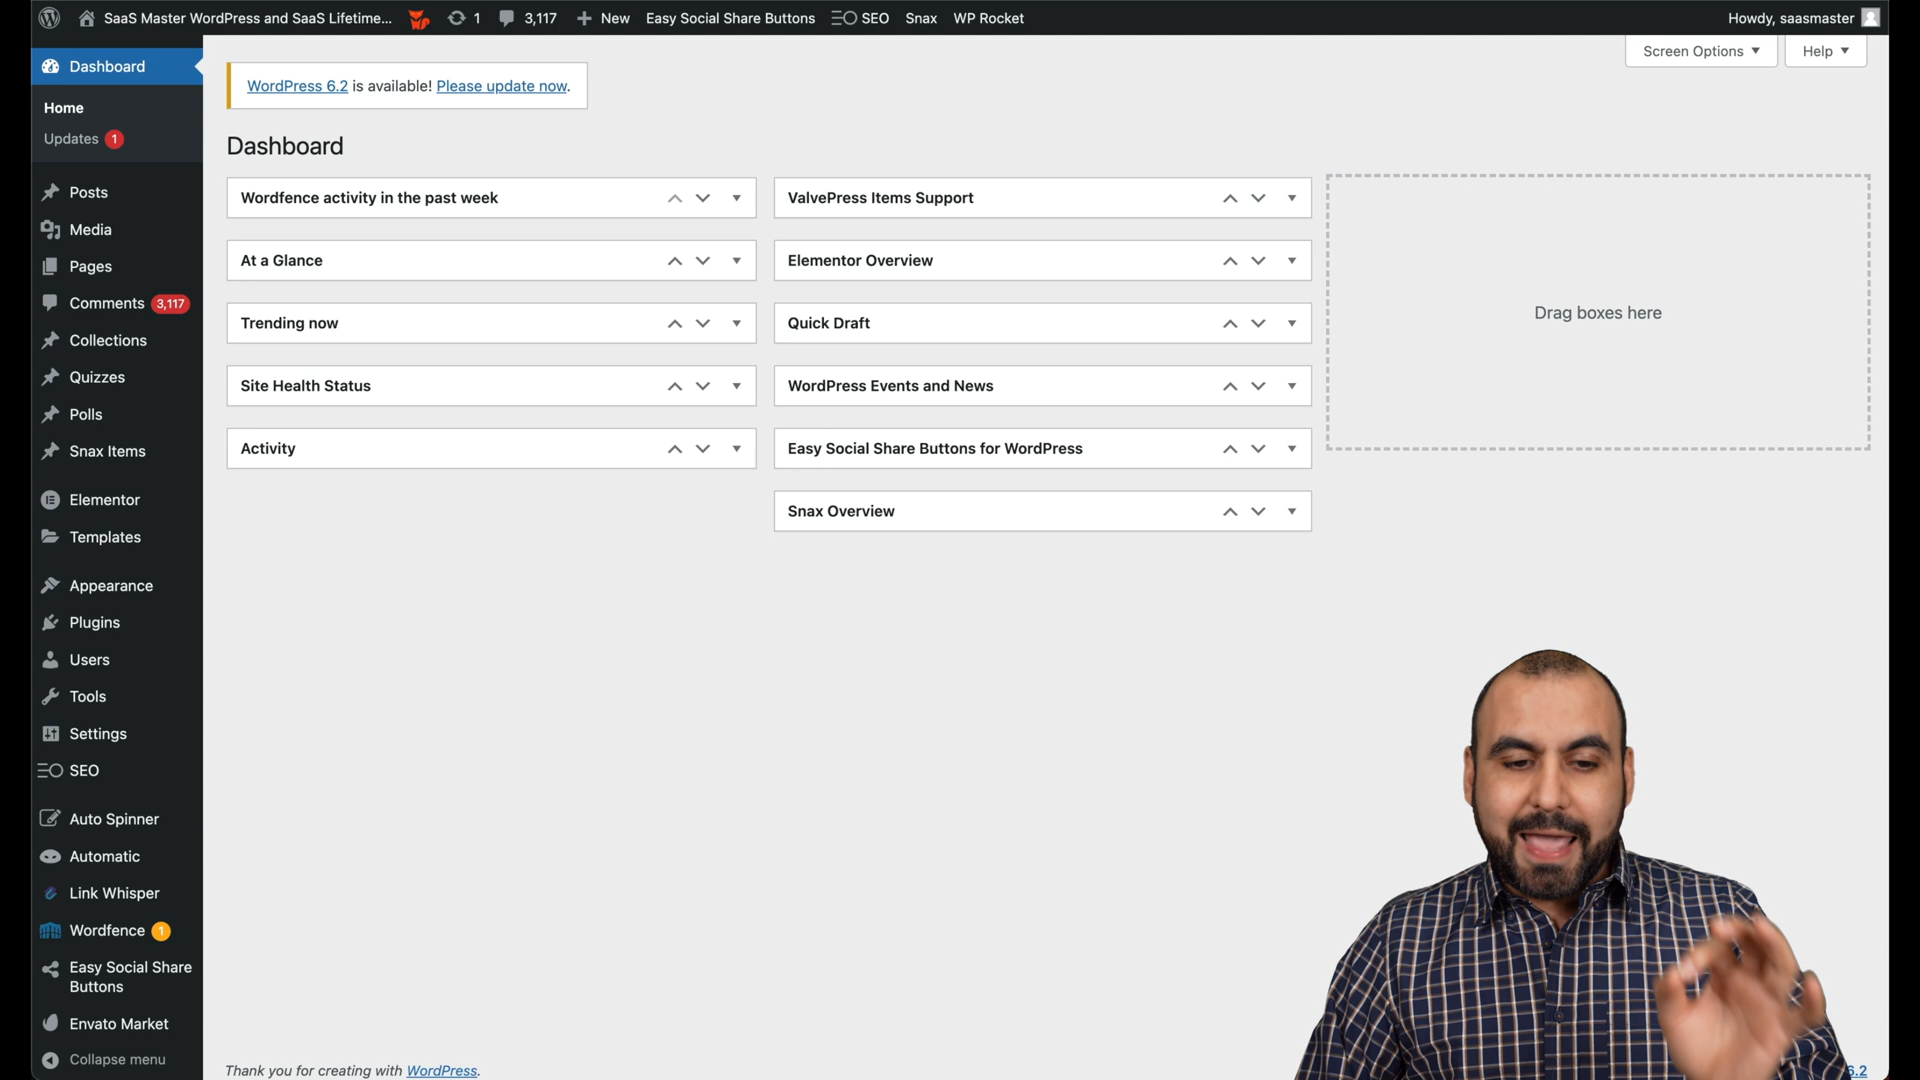 SaaS Master WordPress and SaaS Lifetime... 1 3,117 New Easy Social Share Buttons SEO Snax WP Rocket Howdy, saasmaster
Screen Options Help
Dashboard
WordPress 6.2 is available! Please update now.
Home
Updates 1
Dashboard
Posts
Media
Pages
Comments 3,117
Collections
Quizzes
Polls
Snax Items
Elementor
Templates
Appearance
Plugins
Users
Tools
Settings
SEO
Auto Spinner
Automatic
Link Whisper
Wordfence 1
Easy Social Share
Buttons
Envato Market
Collapse menu
Wordfence activity in the past week
At a Glance
Trending now
Site Health Status
Activity
ValvePress Items Support
Elementor Overview
Quick Draft
WordPress Events and News
Easy Social Share Buttons for WordPress
Snax Overview
Drag boxes here
Thank you for creating with WordPress.
6.2